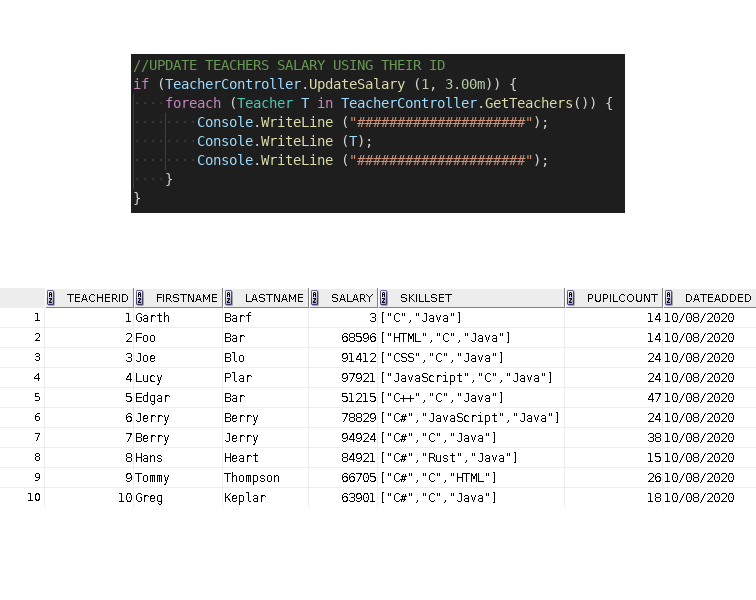 //UPDATE TEACHERS SALARY USING THEIR ID
if (TeacherController.UpdateSalary (1, 3.00m)) {
foreach (Teacher T in TeacherController.GetTeachers()) {
Console.WriteLine ("#####################");
Console.WriteLine (T);
Console.WriteLine ("#####################");
}
}
TEACHERID FIRSTNAME LASTNAME SALARY SKILLSET PUPILCOUNT DATEADDED
1 1 Garth Barf 3 ["C","Java"] 14 10/08/2020
2 2 Foo Bar 68596 ["HTML","C","Java"] 14 10/08/2020
3 3 Joe Blo 91412 ["CSS","C","Java"] 24 10/08/2020
4 4 Lucy Plar 97921 ["JavaScript","C","Java"] 24 10/08/2020
5 5 Edgar Bar 51215 ["C++","C","Java"] 47 10/08/2020
6 6 Jerry Berry 78829 ["C#","JavaScript","Java"] 24 10/08/2020
7 7 Berry Jerry 94924 ["C#","C","Java"] 38 10/08/2020
8 8 Hans Heart 84921 ["C#","Rust","Java"] 15 10/08/2020
9 9 Tommy Thompson 66705 ["C#","C","HTML"] 26 10/08/2020
10 10 Greg Keplar 63901 ["C#","C","Java"] 18 10/08/2020